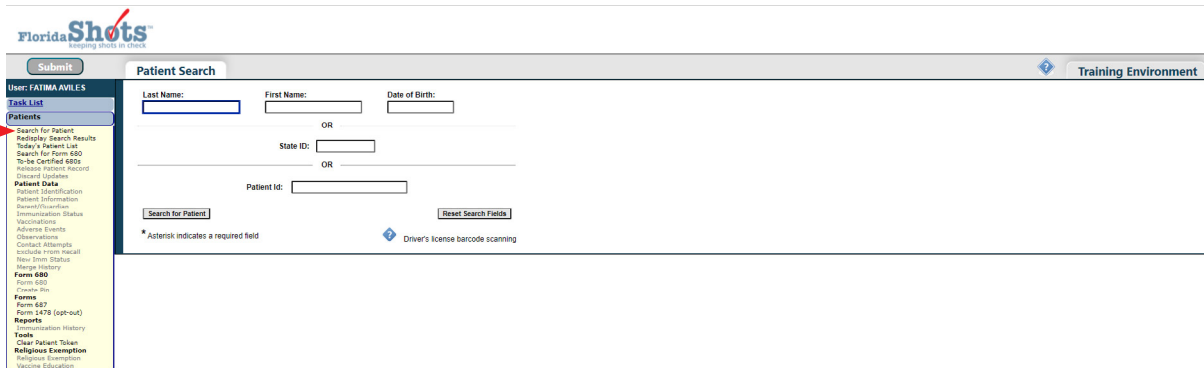 Florida Shots™
keeping shots in check
Submit
Patient Search
Training Environment
User: FATIMA AVILES
Task List
Patients
Search for Patient
Redisplay Search Results
Today's Patient List
Search for Form 680
To-be Certified 680s
Release Patient Record
Discard Updates
Patient Data
Patient Identification
Patient Information
Parent/Guardian
Immunization Status
Vaccinations
Adverse Events
Observations
Contact Attempts
Exclude From Recall
New Imm Status
Merge History
Form 680
Form 680
Create Pin
Forms
Form 687
Form 1478 (opt-out)
Reports
Immunization History
Tools
Clear Patient Token
Religious Exemption
Religious Exemption
Vaccine Education
Last Name: First Name: Date of Birth:
OR
State ID:
OR
Patient Id:
Search for Patient Reset Search Fields
* Asterisk indicates a required field ? Driver's license barcode scanning